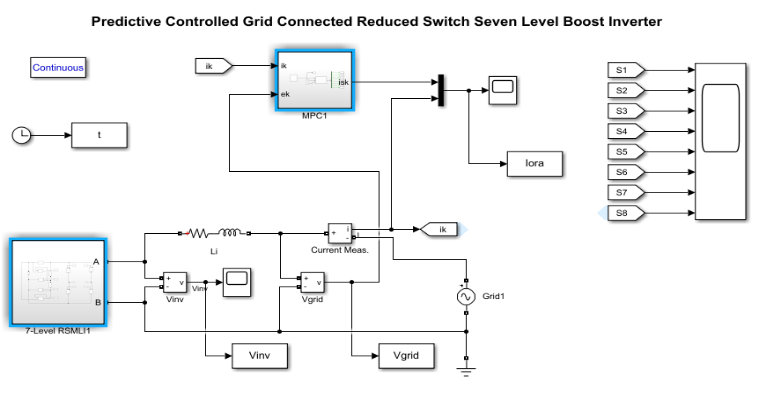 Predictive Controlled Grid Connected Reduced Switch Seven Level Boost Inverter
Continuous
t
ik
ik
ek
isk
MPC1
Iora
S1
S2
S3
S4
S5
S6
S7
S8
A
B
7-Level RSMLI1
Li
+
-
v
Vinv
Vinv
+
-
v
Vgrid
+
-
i
Current Meas.
ik
Grid1
Vinv
Vgrid